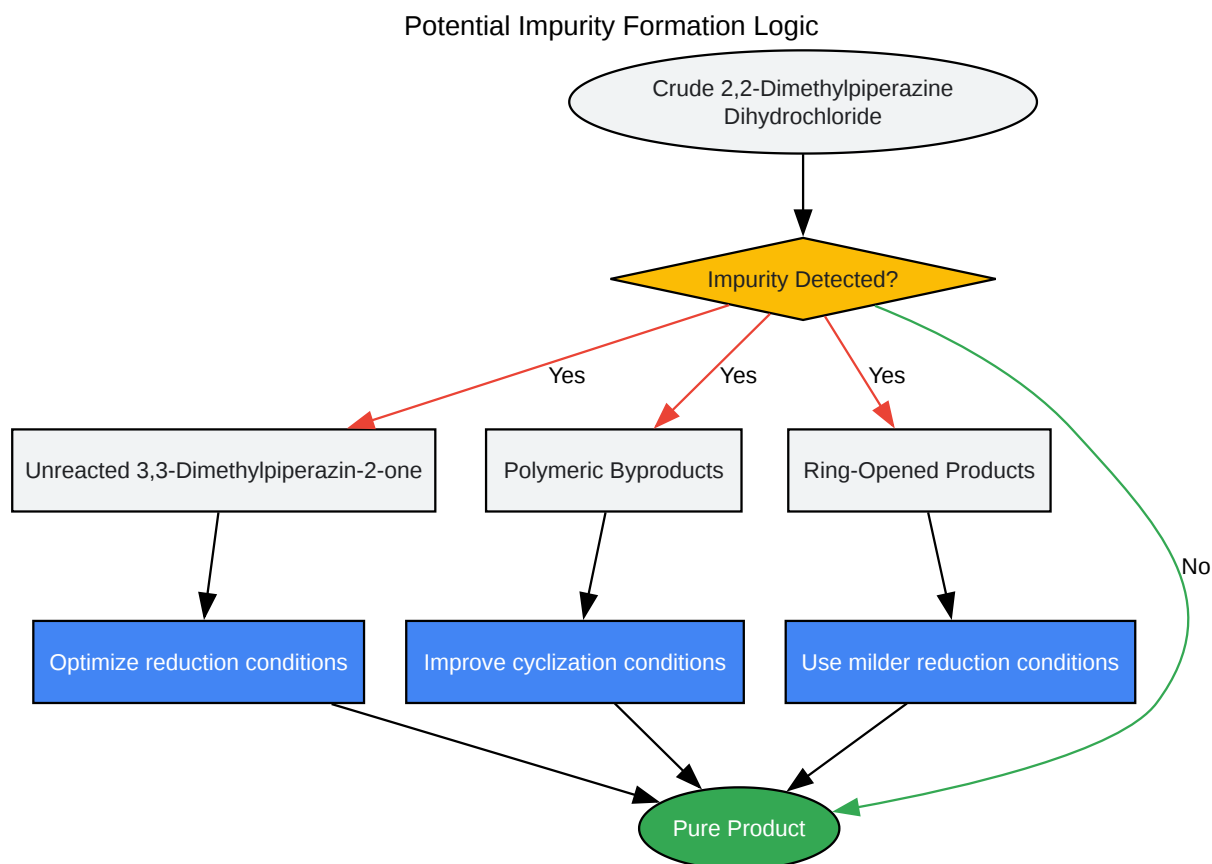 Potential Impurity Formation Logic
Crude 2,2-Dimethylpiperazine
Dihydrochloride
Impurity Detected?
Yes
Yes
Yes
Unreacted 3,3-Dimethylpiperazin-2-one
Polymeric Byproducts
Ring-Opened Products
No
Optimize reduction conditions
Improve cyclization conditions
Use milder reduction conditions
Pure Product